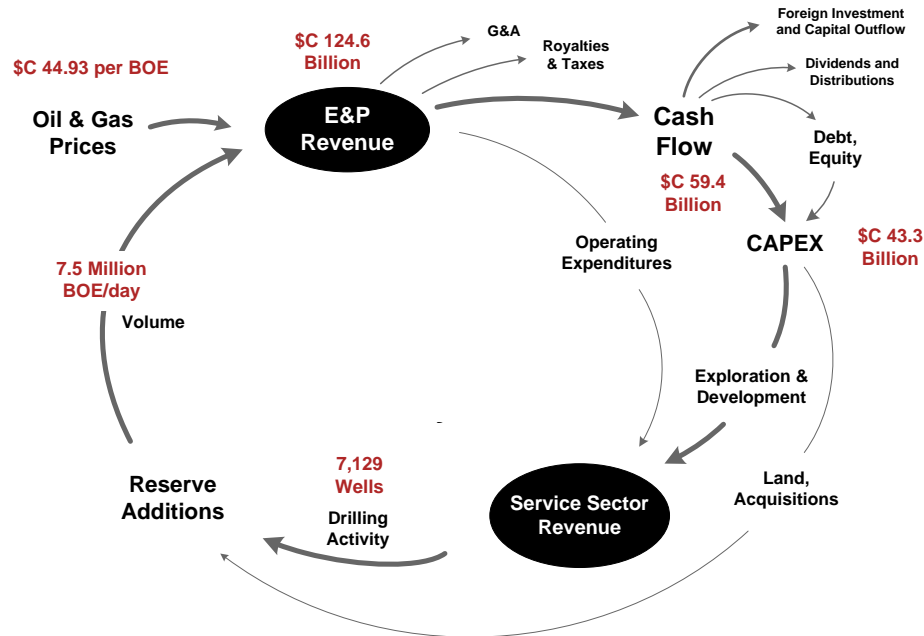 Foreign Investment
and Capital Outflow
G&A
$C 124.6
Billion
Royalties
& Taxes
$C 44.93 per BOE
Dividends and
Distributions
Oil & Gas
Prices
E&P
Revenue
Cash
Flow
Debt,
Equity
$C 59.4
Billion
CAPEX
$C 43.3
Billion
Operating
Expenditures
7.5 Million
BOE/day
Volume
Exploration &
Development
7,129
Wells
Reserve
Additions
Drilling
Activity
Service Sector
Revenue
Land,
Acquisitions